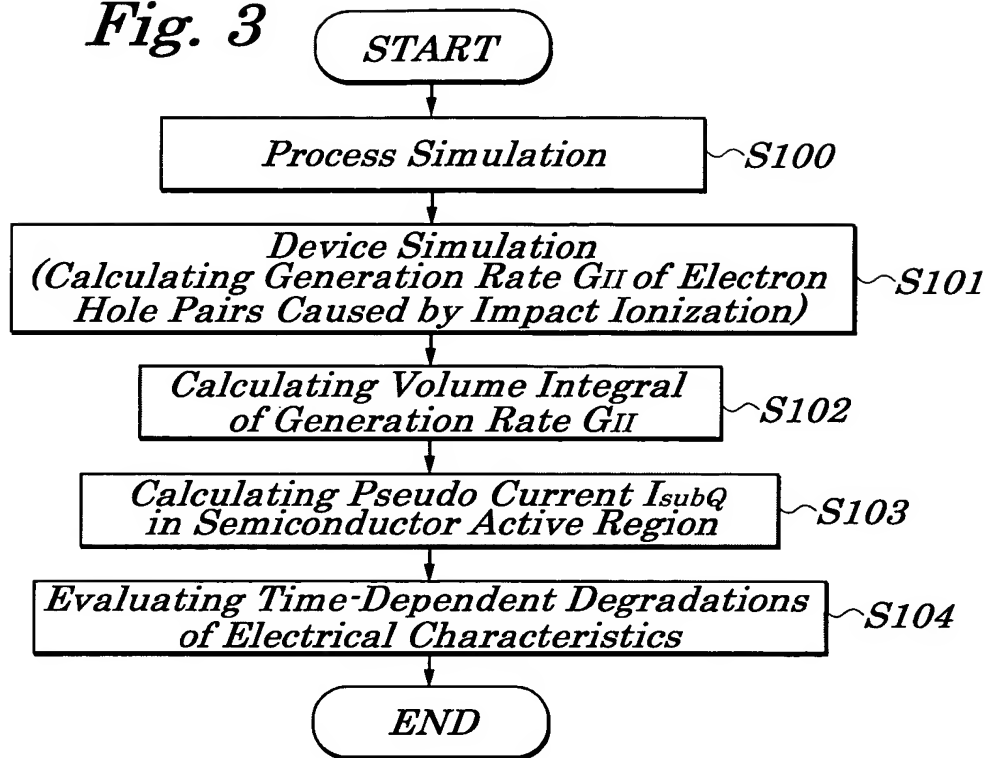 Fig. 3
START
Process Simulation
S100
Device Simulation
(Calculating Generation Rate GII of Electron
Hole Pairs Caused by Impact Ionization)
S101
Calculating Volume Integral
of Generation Rate GII
S102
Calculating Pseudo Current IsubQ
in Semiconductor Active Region
S103
Evaluating Time-Dependent Degradations
of Electrical Characteristics
S104
END